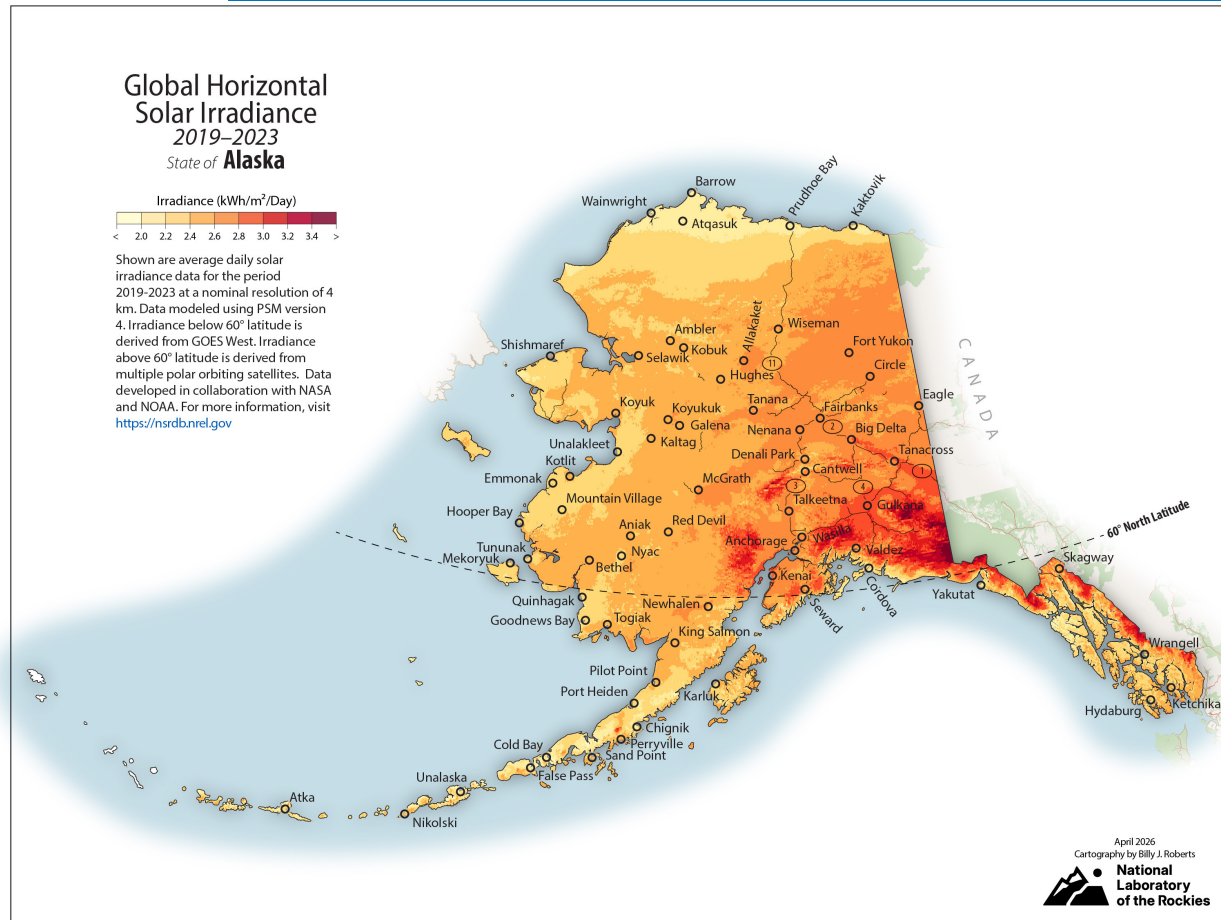 Global Horizontal
Solar Irradiance
2019–2023
State of Alaska
Irradiance (kWh/m²/Day)
< 2.0 2.2 2.4 2.6 2.8 3.0 3.2 3.4 >
Shown are average daily solar
irradiance data for the period
2019-2023 at a nominal resolution of 4
km. Data modeled using PSM version
4. Irradiance below 60° latitude is
derived from GOES West. Irradiance
above 60° latitude is derived from
multiple polar orbiting satellites. Data
developed in collaboration with NASA
and NOAA. For more information, visit
https://nsrdb.nrel.gov
Barrow
Wainwright
Atqasuk
Prudhoe Bay
Kaktovik
Ambler
Kobuk
Selawik
Shishmaref
Allakaket
Wiseman
11
Hughes
Fort Yukon
Circle
Eagle
CANADA
Koyuk
Koyukuk
Galena
Kaltag
Tanana
Fairbanks
2
Nenana
Big Delta
Unalakleet
Kotlit
Emmonak
Denali Park
Cantwell
Tanacross
1
3
4
McGrath
Mountain Village
Talkeetna
Gulkana
Hooper Bay
Aniak
Red Devil
Anchorage
Wasilla
Valdez
60° North Latitude
Tununak
Mekoryuk
Nyac
Bethel
Kenai
Cordova
Skagway
Quinhagak
Newhalen
Seward
Yakutat
Goodnews Bay
Togiak
King Salmon
Wrangell
Pilot Point
Port Heiden
Karluk
Ketchika
Hydaburg
Chignik
Perryville
Cold Bay
Sand Point
False Pass
Unalaska
Atka
Nikolski
April 2026
Cartography by Billy J. Roberts
National
Laboratory
of the Rockies